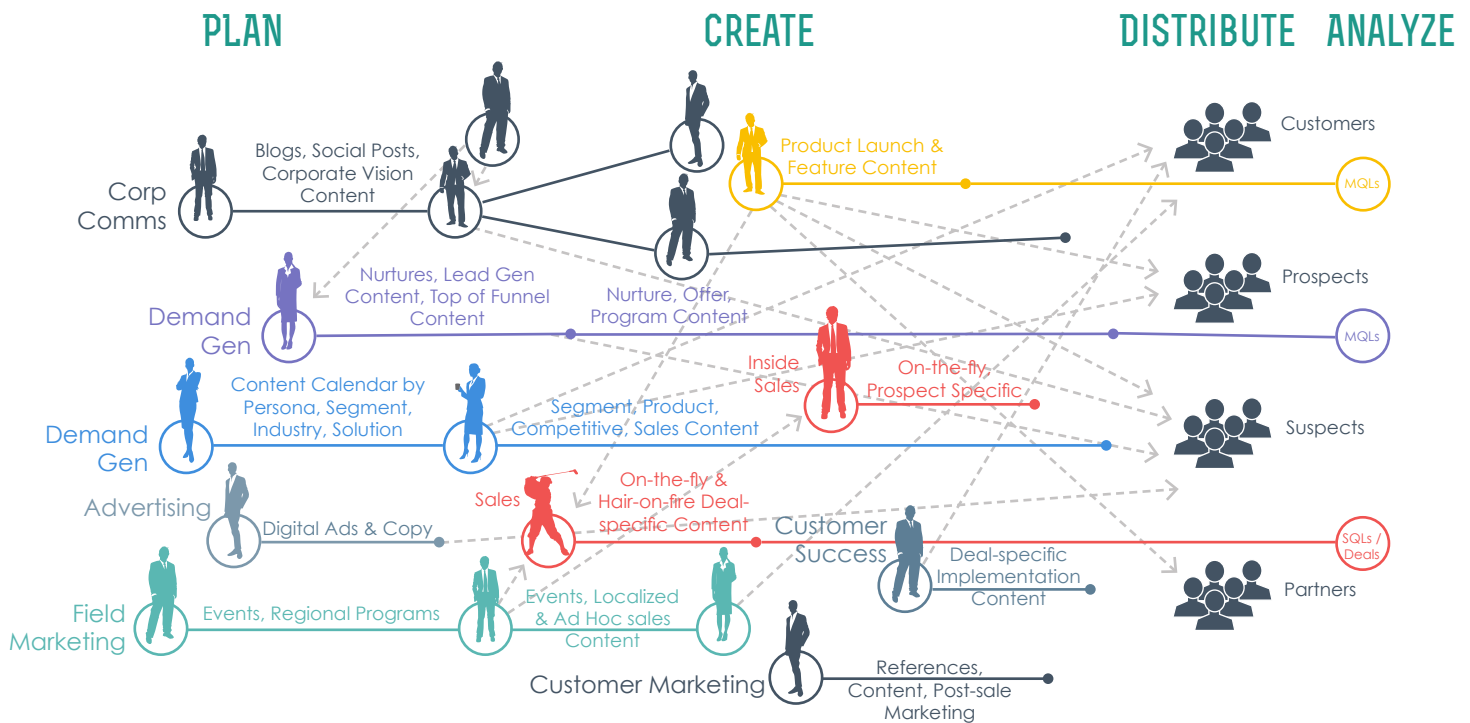 PLAN
CREATE
DISTRIBUTE
ANALYZE
Corp
Comms
Blogs, Social Posts,
Corporate Vision
Content
Product Launch &
Feature Content
Customers
MQLs
Demand
Gen
Nurtures, Lead Gen
Content, Top of Funnel
Content
Nurture, Offer,
Program Content
Prospects
MQLs
Demand
Gen
Content Calendar by
Persona, Segment,
Industry, Solution
Segment, Product,
Competitive, Sales Content
Inside
Sales
On-the-fly,
Prospect Specific
Suspects
Advertising
Digital Ads & Copy
Sales
On-the-fly &
Hair-on-fire Deal-
specific Content
Customer
Success
Deal-specific
Implementation
Content
SQLs /
Deals
Partners
Field
Marketing
Events, Regional Programs
Events, Localized
& Ad Hoc sales
Content
Customer Marketing
References,
Content, Post-sale
Marketing